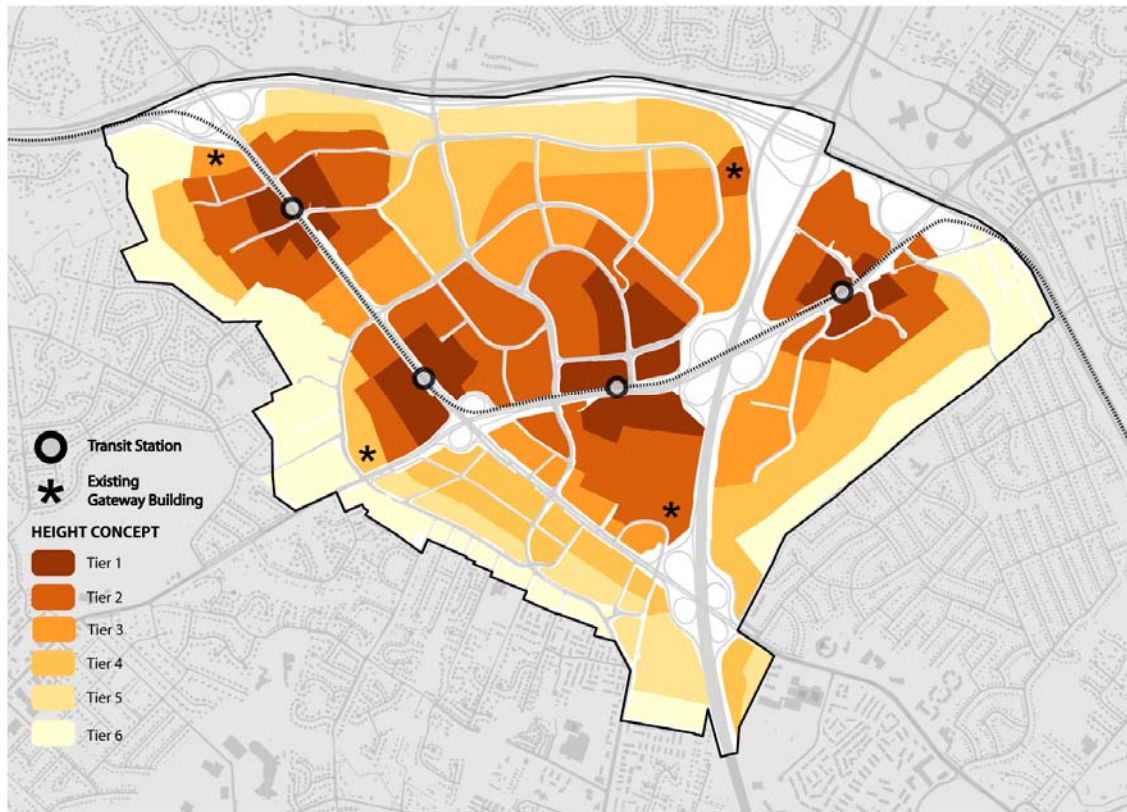 Transit Station
Existing
Gateway Building
HEIGHT CONCEPT
Tier 1
Tier 2
Tier 3
Tier 4
Tier 5
Tier 6